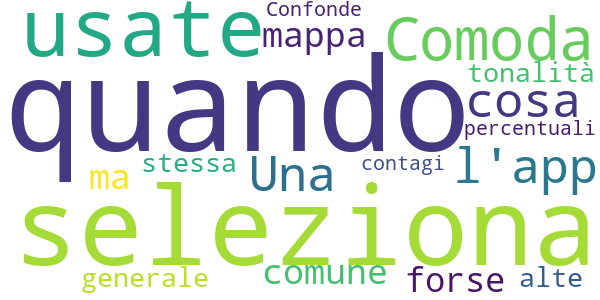 usate Confonde
mappa Comoda
tonalità
quando cosa
percentuali
ma stessa Una contagi l'app
seleziona
generale comune forse alte